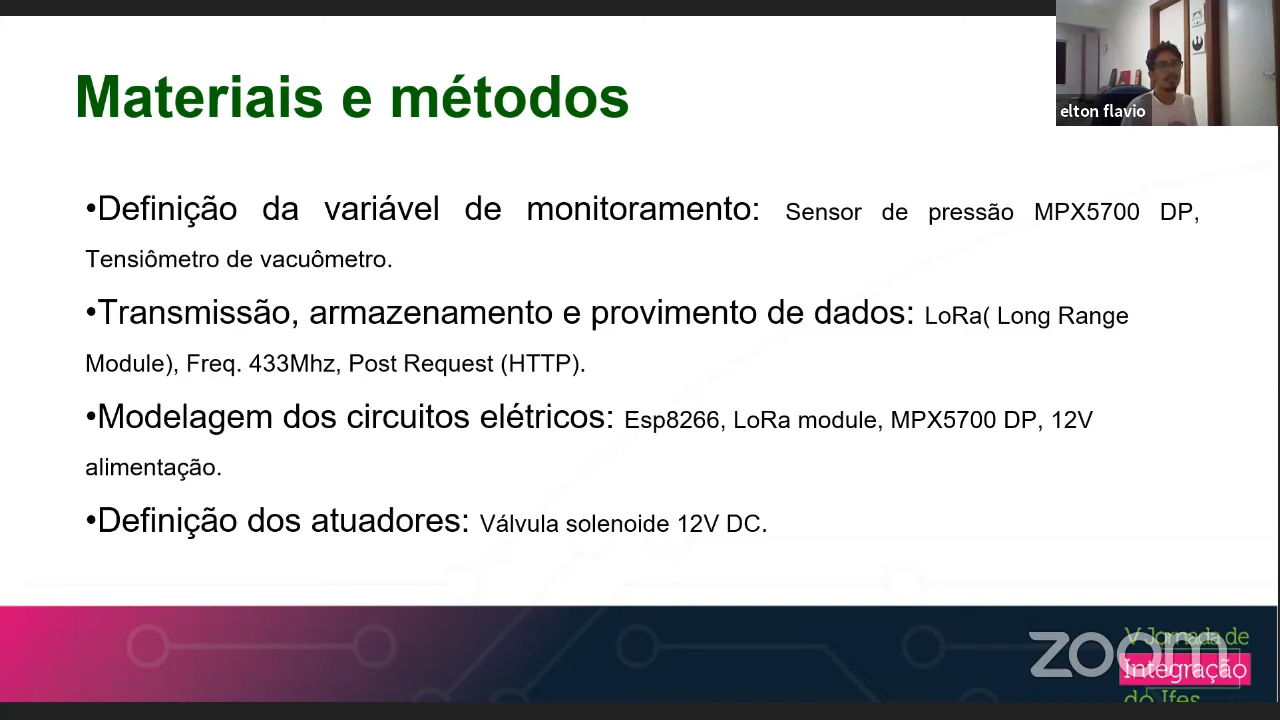 Materiais e métodos
elton flavio
•Definição da variável de monitoramento: Sensor de pressão MPX5700 DP,
Tensiômetro de vacuômetro.
•Transmissão, armazenamento e provimento de dados: LoRa( Long Range
Module), Freq. 433Mhz, Post Request (HTTP).
•Modelagem dos circuitos elétricos: Esp8266, LoRa module, MPX5700 DP, 12V
alimentação.
•Definição dos atuadores: Válvula solenoide 12V DC.
V Jornada de
zoom
Integração
do Ifes